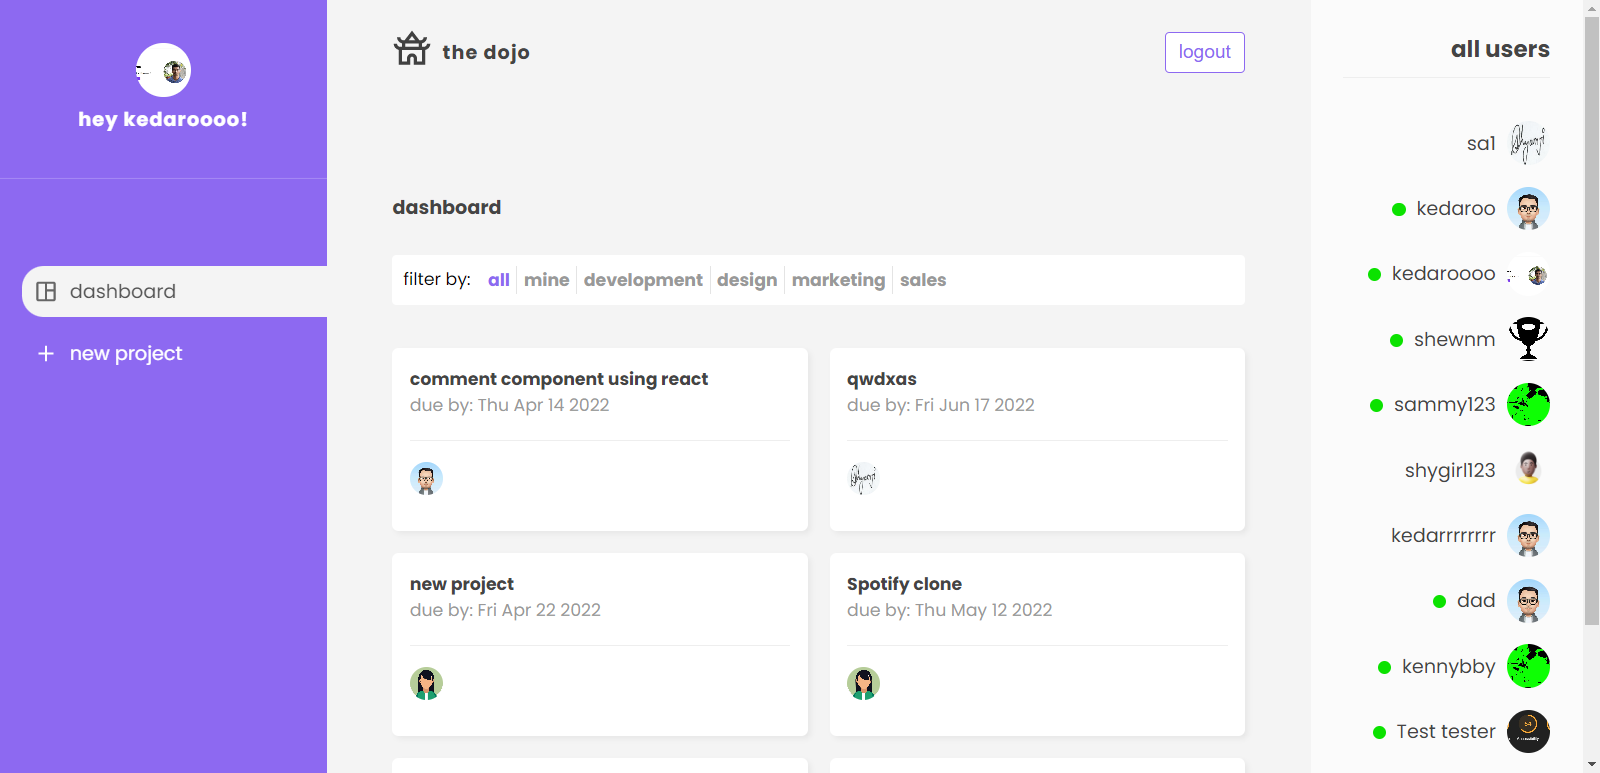 hey kedaroooo!
dashboard
new project
the dojo
logout
dashboard
filter by: all mine development design marketing sales
comment component using react
due by: Thu Apr 14 2022
qwdxas
due by: Fri Jun 17 2022
new project
due by: Fri Apr 22 2022
Spotify clone
due by: Thu May 12 2022
all users
sa1
kedaroo
kedaroooo
shewnm
sammy123
shygirl123
kedarrrrrrrr
dad
kennybby
Test tester